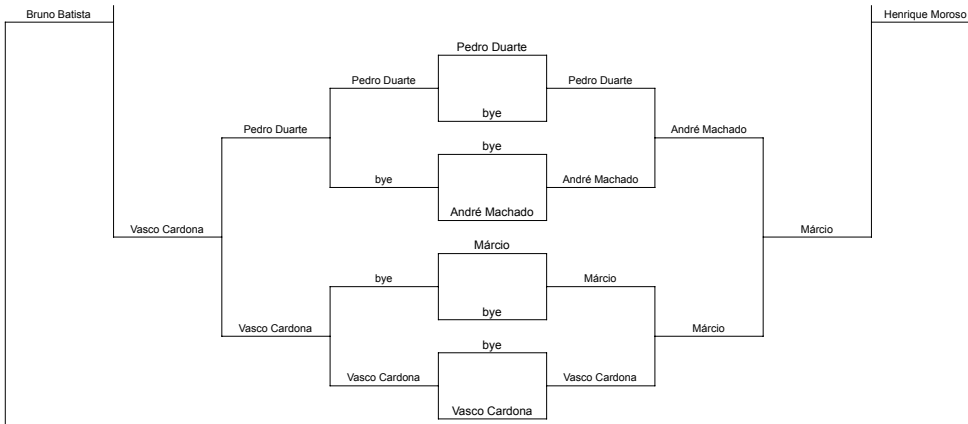 Bruno Batista
Henrique Moroso
Pedro Duarte
Pedro Duarte
Pedro Duarte
bye
Pedro Duarte
André Machado
bye
bye
André Machado
André Machado
Vasco Cardona
Márcio
Márcio
bye
Márcio
bye
Vasco Cardona
Márcio
bye
Vasco Cardona
Vasco Cardona
Vasco Cardona